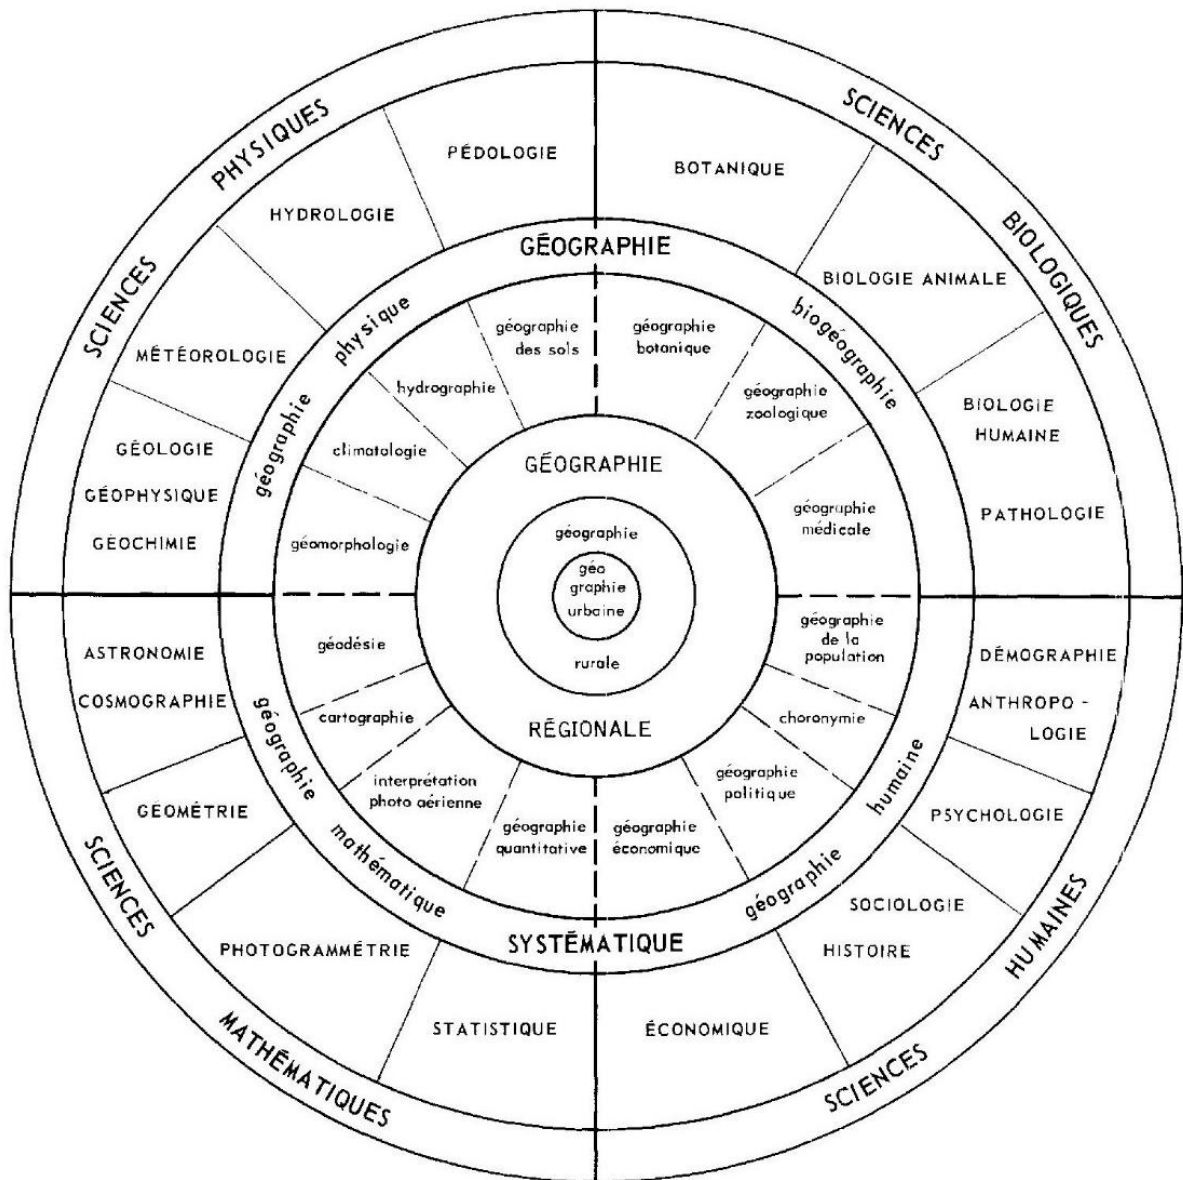 SCIENCES PHYSIQUES
SCIENCES BIOLOGIQUES
PÉDOLOGIE
HYDROLOGIE
MÉTÉOROLOGIE
GÉOLOGIE
GÉOPHYSIQUE
GÉOCHIMIE
BOTANIQUE
BIOLOGIE ANIMALE
BIOLOGIE
HUMAINE
PATHOLOGIE
GÉOGRAPHIE
géographie physique
biogéographie
géographie
des sols
hydrographie
climatologie
géomorphologie
géographie
botanique
géographie
zoologique
géographie
médicale
GÉOGRAPHIE
géographie
géo
graphie
urbaine
rurale
RÉGIONALE
géodésie
cartographie
interprétation
photo aérienne
géographie
quantitative
géographie
de la
population
choronymie
géographie
politique
géographie
économique
géographie mathématique
géographie humaine
SYSTÉMATIQUE
ASTRONOMIE
COSMOGRAPHIE
GÉOMÉTRIE
PHOTOGRAMMÉTRIE
STATISTIQUE
DÉMOGRAPHIE
ANTHROPO -
LOGIE
PSYCHOLOGIE
SOCIOLOGIE
HISTOIRE
ÉCONOMIQUE
SCIENCES MATHÉMATIQUES
SCIENCES HUMAINES